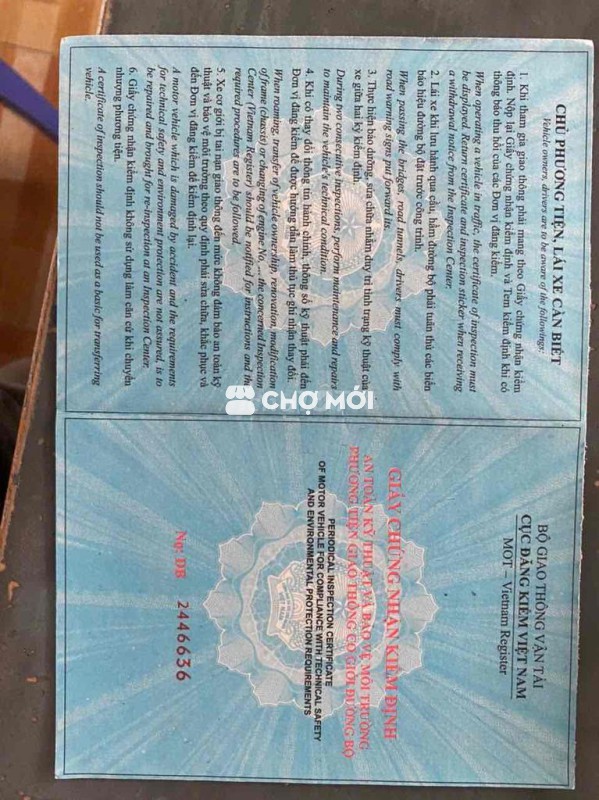 CHỦ PHƯƠNG TIỆN, LÁI XE CẦN BIẾT
Vehicle owners, drivers are to be aware of the followings:
1. Khi tham gia giao thông phải mang theo Giấy chứng nhận kiểm
định. Nộp lại Giấy chứng nhận kiểm định và Tem kiểm định khi có
thông báo thu hồi của các Đơn vị đăng kiểm.
When operating a vehicle in traffic, the certificate of inspection must
be displayed. Return certificate and inspection sticker when receiving
a withdrawal notice from the Inspection Center.
2. Lái xe khi lưu hành qua cầu, hầm đường bộ phải tuân thủ các biển
báo hiệu đường bộ đặt trước công trình.
When passing the bridges, road tunnels, drivers must comply with
road warning signs put forward in.
3. Thực hiện bảo dưỡng, sửa chữa nhằm duy trì tình trạng kỹ thuật của
xe giữa hai kỳ kiểm định.
During two consecutive inspections, perform maintenance and repairs
to maintain the vehicle's technical condition.
4. Khi có thay đổi thông tin hành chính, thông số kỹ thuật phải đến
Đơn vị đăng kiểm để được hướng dẫn làm thủ tục ghi nhận thay đổi.
When roaming, transfer of vehicle ownership, renovation, modification
of frame (chassis) or changing of engine No, ..., the concerned Inspection
Center (Vietnam Register) should be notified for instructions and the
required procedures are to be followed.
5. Xe cơ giới bị tai nạn giao thông đến mức không đảm bảo an toàn kỹ
thuật và bảo vệ môi trường theo quy định phải sửa chữa, khắc phục và
đến Đơn vị đăng kiểm để kiểm định lại.
A motor vehicle which is damaged by accident and the requirements
for technical safety and environment protection are not assured, is to
be repaired and brought for re-inspection at an Inspection Center.
6. Giấy chứng nhận kiểm định không sử dụng làm căn cứ khi chuyển
nhượng phương tiện.
A certificate of inspection should not be used as a basic for transferring
vehicle.
CHỢ MỚI
BỘ GIAO THÔNG VẬN TẢI
CỤC ĐĂNG KIỂM VIỆT NAM
MOT – Vietnam Register
GIẤY CHỨNG NHẬN KIỂM ĐỊNH
AN TOÀN KỸ THUẬT VÀ BẢO VỆ MÔI TRƯỜNG
PHƯƠNG TIỆN GIAO THÔNG CƠ GIỚI ĐƯỜNG BỘ
PERIODICAL INSPECTION CERTIFICATE
OF MOTOR VEHICLE FOR COMPLIANCE WITH TECHNICAL SAFETY
AND ENVIRONMENTAL PROTECTION REQUIREMENTS
No: DB 2446636